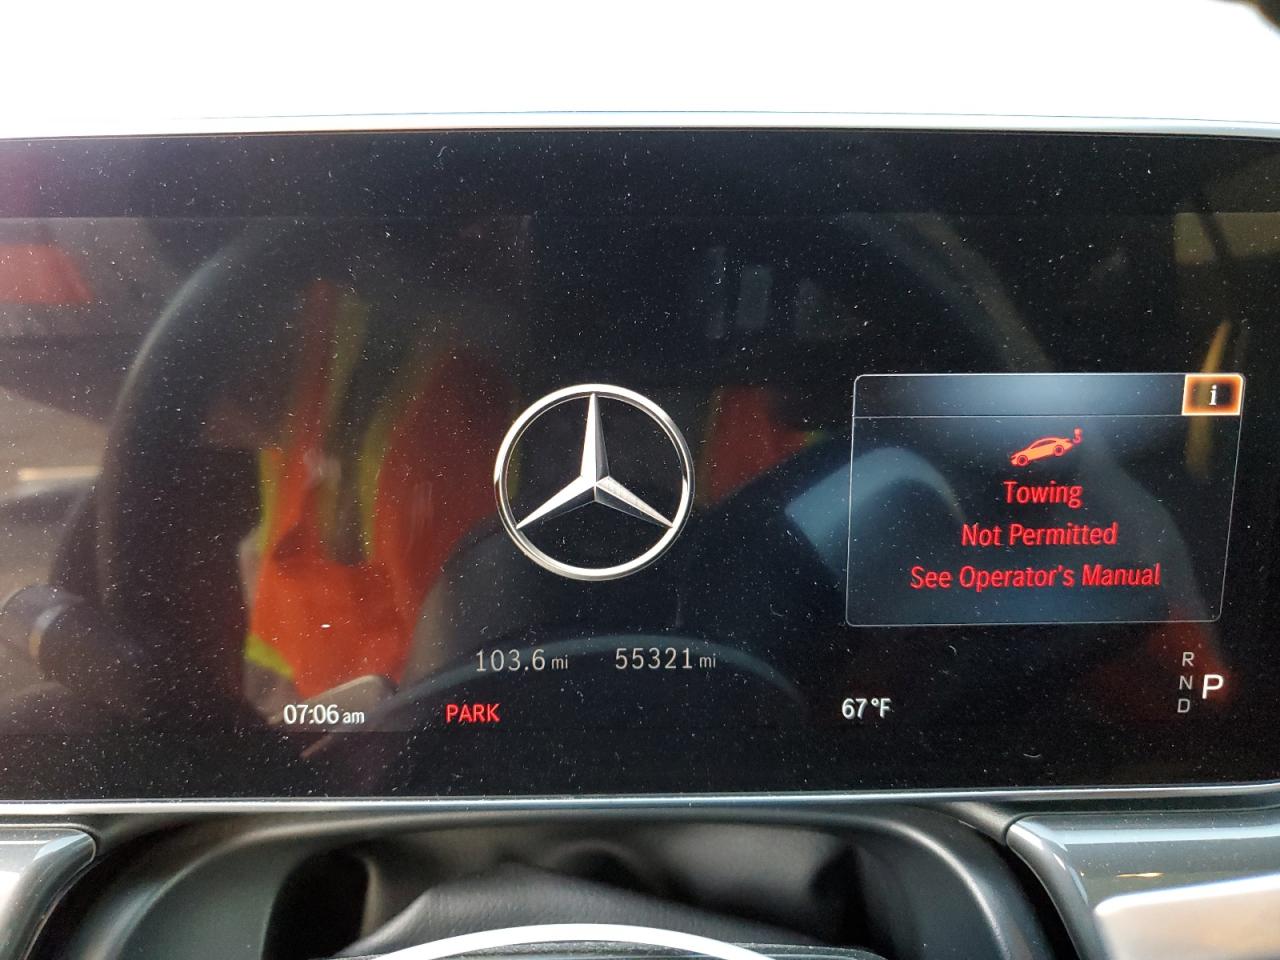 i
Towing
Not Permitted
See Operator's Manual
103.6 mi 55321 mi
R
N P
D
07:06 am PARK 67°F